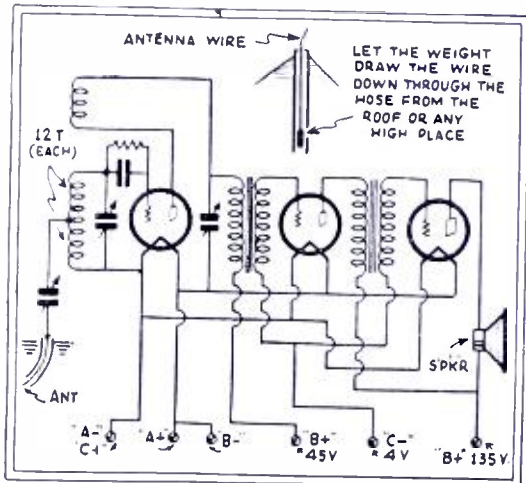 ANTENNA WIRE
LET THE WEIGHT
DRAW THE WIRE
DOWN THROUGH THE
HOSE FROM THE
ROOF OR ANY
HIGH PLACE
12 T
(EACH)
SPKR
ANT
"A-
C+"
"A+"
"B-"
"B+"
45V.
"C-"
4V
"B+" 135V.